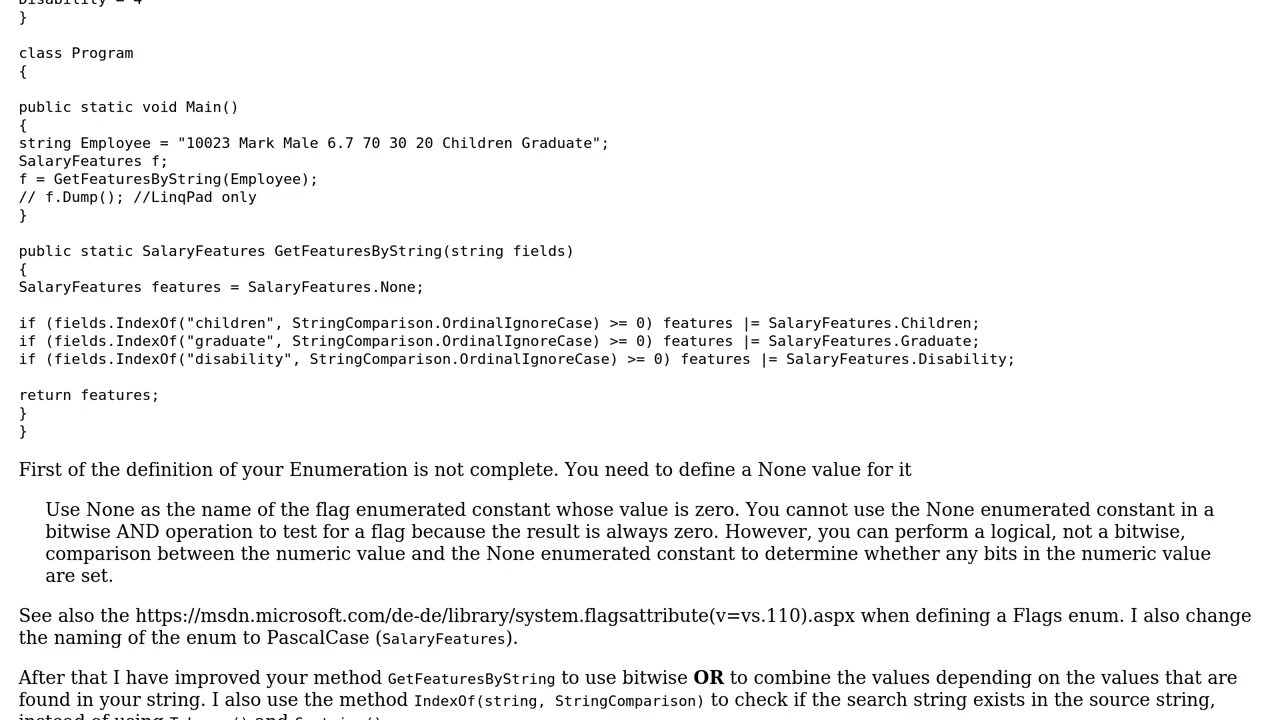 Disability = 4
}
class Program
{
public static void Main()
{
string Employee = "10023 Mark Male 6.7 70 30 20 Children Graduate";
SalaryFeatures f;
f = GetFeaturesByString(Employee);
// f.Dump(); //LinqPad only
}
public static SalaryFeatures GetFeaturesByString(string fields)
{
SalaryFeatures features = SalaryFeatures.None;
if (fields.IndexOf("children", StringComparison.OrdinalIgnoreCase) >= 0) features |= SalaryFeatures.Children;
if (fields.IndexOf("graduate", StringComparison.OrdinalIgnoreCase) >= 0) features |= SalaryFeatures.Graduate;
if (fields.IndexOf("disability", StringComparison.OrdinalIgnoreCase) >= 0) features |= SalaryFeatures.Disability;
return features;
}
}
First of the definition of your Enumeration is not complete. You need to define a None value for it
Use None as the name of the flag enumerated constant whose value is zero. You cannot use the None enumerated constant in a
bitwise AND operation to test for a flag because the result is always zero. However, you can perform a logical, not a bitwise,
comparison between the numeric value and the None enumerated constant to determine whether any bits in the numeric value
are set.
See also the https://msdn.microsoft.com/de-de/library/system.flagsattribute(v=vs.110).aspx when defining a Flags enum. I also change
the naming of the enum to PascalCase (SalaryFeatures).
After that I have improved your method GetFeaturesByString to use bitwise OR to combine the values depending on the values that are
found in your string. I also use the method IndexOf(string, StringComparison) to check if the search string exists in the source string,
instead of using and